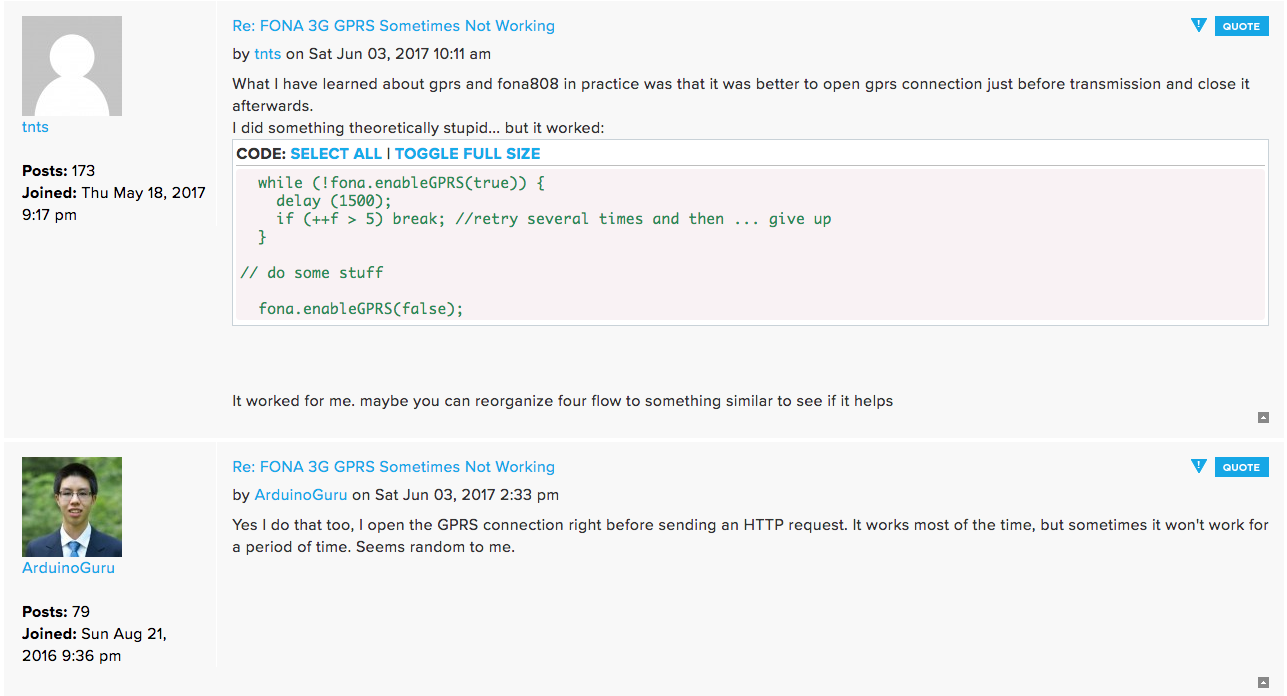 Re: FONA 3G GPRS Sometimes Not Working
QUOTE
by tnts on Sat Jun 03, 2017 10:11 am
What I have learned about gprs and fona808 in practice was that it was better to open gprs connection just before transmission and close it
afterwards.
I did something theoretically stupid... but it worked:
tnts
Posts: 173
Joined: Thu May 18, 2017
9:17 pm
CODE: SELECT ALL | TOGGLE FULL SIZE
  while (!fona.enableGPRS(true)) {
    delay (1500);
    if (++f > 5) break; //retry several times and then ... give up
  }
// do some stuff
  fona.enableGPRS(false);
It worked for me. maybe you can reorganize four flow to something similar to see if it helps
Re: FONA 3G GPRS Sometimes Not Working
QUOTE
by ArduinoGuru on Sat Jun 03, 2017 2:33 pm
Yes I do that too, I open the GPRS connection right before sending an HTTP request. It works most of the time, but sometimes it won't work for
a period of time. Seems random to me.
ArduinoGuru
Posts: 79
Joined: Sun Aug 21,
2016 9:36 pm